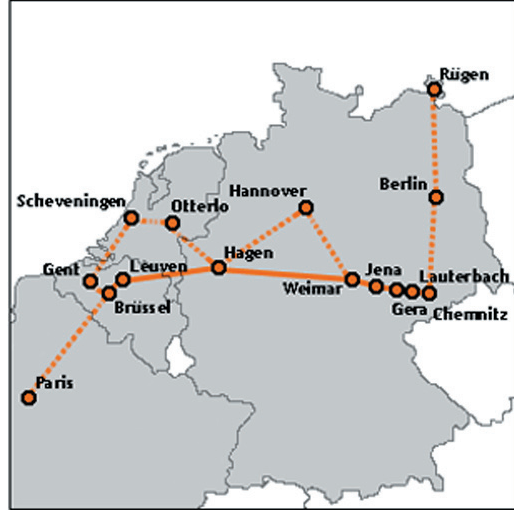 Rügen
Berlin
Scheveningen
Otterlo
Hannover
Hagen
Gent
Leuven
Brüssel
Weimar
Jena
Lauterbach
Gera
Chemnitz
Paris